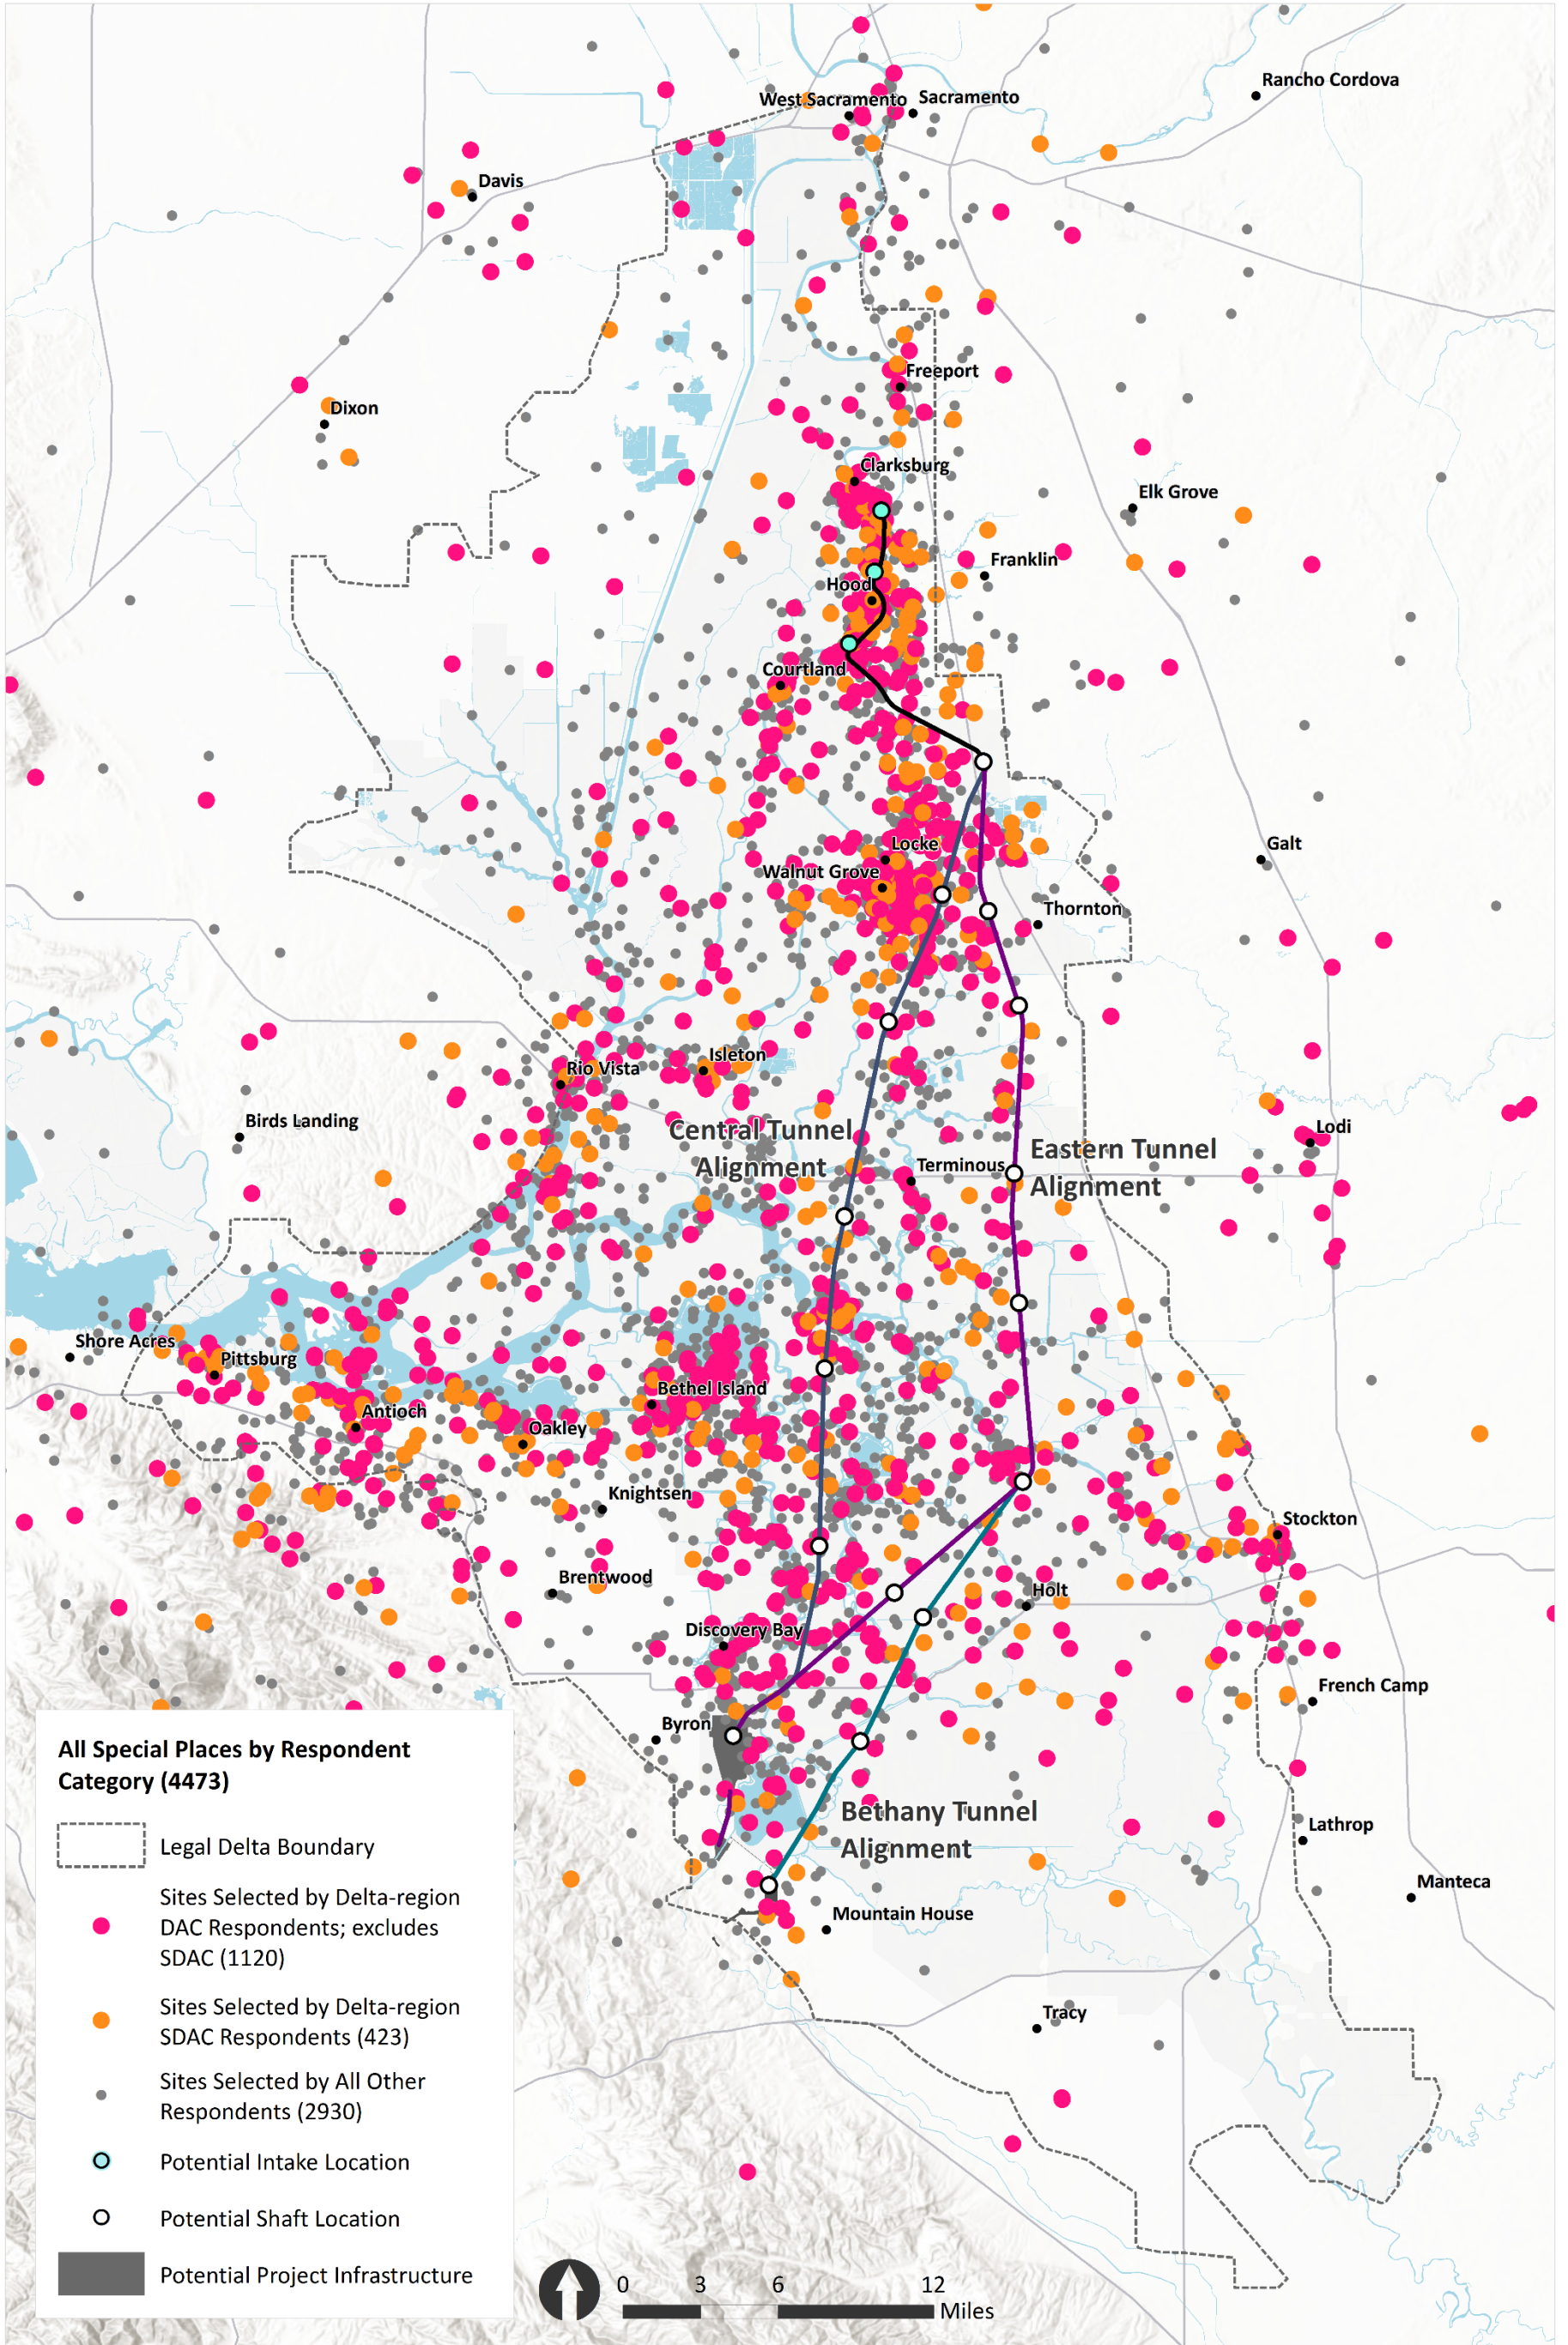 Rancho Cordova
West Sacramento
Sacramento
Davis
Freeport
Dixon
Clarksburg
Elk Grove
Franklin
Hood
Courtland
Locke
Galt
Walnut Grove
Thornton
Isleton
Rio Vista
Birds Landing
Central Tunnel
Alignment
Lodi
Eastern Tunnel
Alignment
Terminous
Shore Acres
Pittsburg
Bethel Island
Antioch
Oakley
Knightsen
Stockton
Brentwood
Holt
Discovery Bay
French Camp
Byron
Bethany Tunnel
Alignment
Lathrop
Manteca
Mountain House
Tracy
All Special Places by Respondent
Category (4473)
Legal Delta Boundary
Sites Selected by Delta-region
DAC Respondents; excludes
SDAC (1120)
Sites Selected by Delta-region
SDAC Respondents (423)
Sites Selected by All Other
Respondents (2930)
Potential Intake Location
Potential Shaft Location
Potential Project Infrastructure
0 3 6 12
Miles